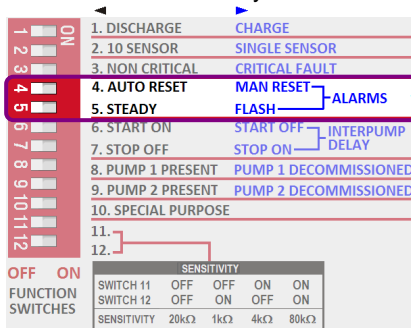 ON
1 1. DISCHARGE CHARGE
2 2. 10 SENSOR SINGLE SENSOR
3 3. NON CRITICAL CRITICAL FAULT
4 4. AUTO RESET MAN RESET
ALARMS
5 5. STEADY FLASH
6 6. START ON START OFF
INTERPUMP
DELAY
7 7. STOP OFF STOP ON
8 8. PUMP 1 PRESENT PUMP 1 DECOMMISSIONED
9 9. PUMP 2 PRESENT PUMP 2 DECOMMISSIONED
10 10. SPECIAL PURPOSE
11 11.
12 12.
OFF ON
FUNCTION
SWITCHES
SENSITIVITY
SWITCH 11 OFF OFF ON ON
SWITCH 12 OFF ON OFF ON
SENSITIVITY 20kΩ 1kΩ 4kΩ 80kΩ